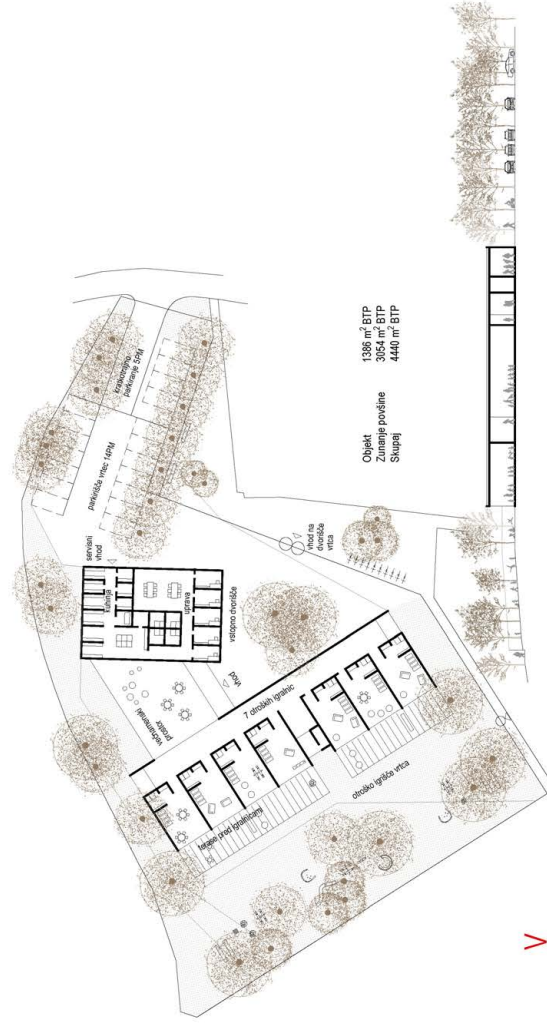 kratkotrajno
parkiranje 5PM
parkirišče vrtec 14PM
servisni
vhod
kuhinja
uprava
vstopno dvorišče
vhod
večnamenski
prostor
vhod na
dvorišče
vrtca
7 otroških igralnic
terase pred igralnicami
otroško igrišče vrtca
Objekt 1386 m² BTP
Zunanje povšine 3054 m² BTP
Skupaj 4440 m² BTP
V